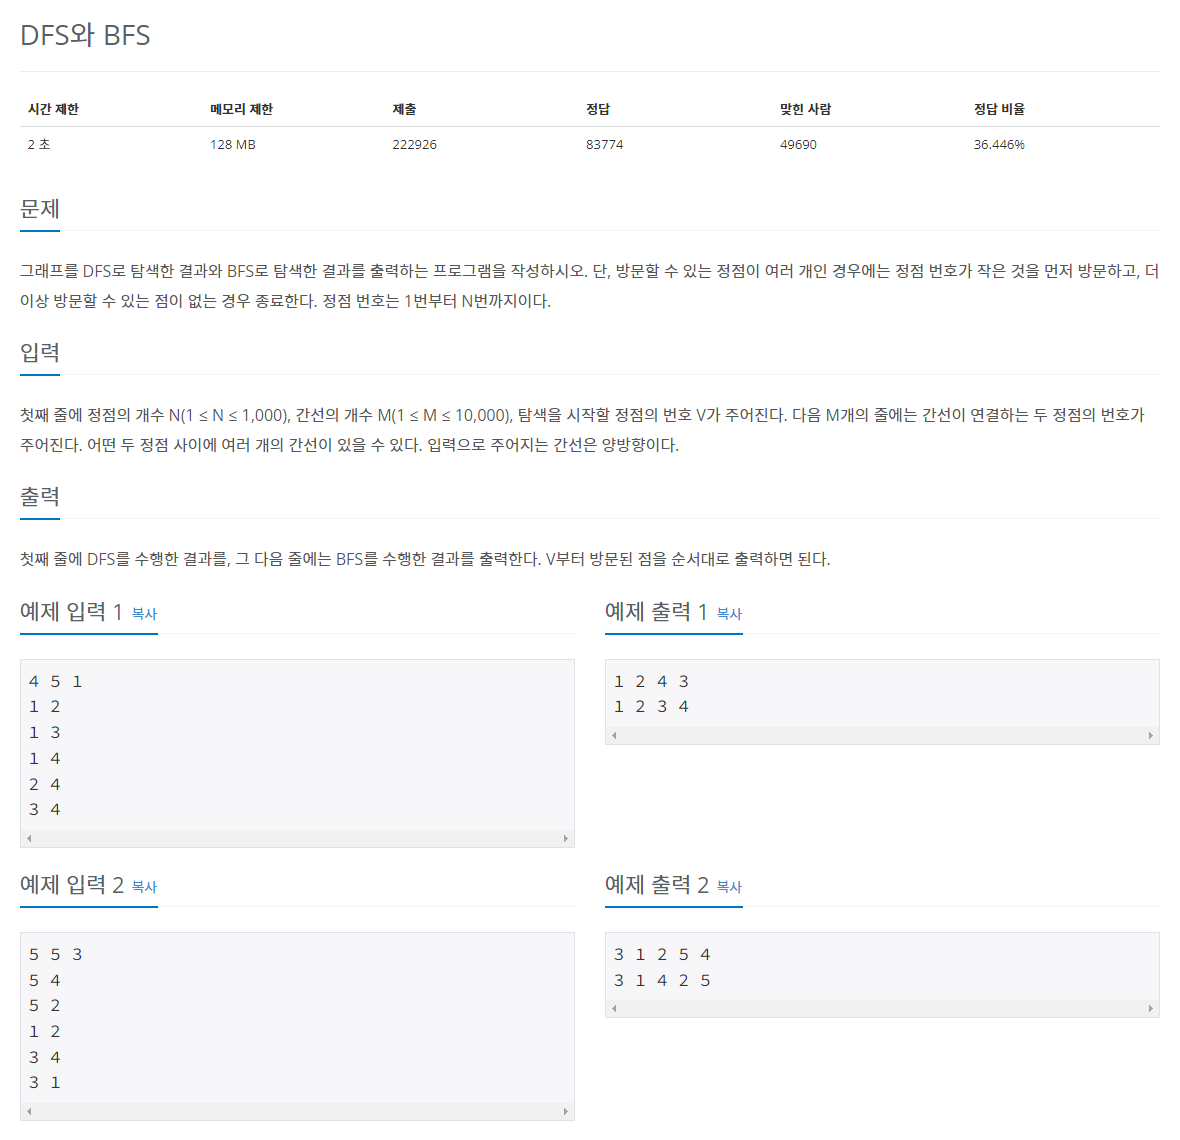 DFS와 BFS
시간 제한 메모리 제한 제출 정답 맞힌 사람 정답 비율
2 초 128 MB 222926 83774 49690 36.446%
문제
그래프를 DFS로 탐색한 결과와 BFS로 탐색한 결과를 출력하는 프로그램을 작성하시오. 단, 방문할 수 있는 정점이 여러 개인 경우에는 정점 번호가 작은 것을 먼저 방문하고, 더
이상 방문할 수 있는 점이 없는 경우 종료한다. 정점 번호는 1번부터 N번까지이다.
입력
첫째 줄에 정점의 개수 N(1 ≤ N ≤ 1,000), 간선의 개수 M(1 ≤ M ≤ 10,000), 탐색을 시작할 정점의 번호 V가 주어진다. 다음 M개의 줄에는 간선이 연결하는 두 정점의 번호가
주어진다. 어떤 두 정점 사이에 여러 개의 간선이 있을 수 있다. 입력으로 주어지는 간선은 양방향이다.
출력
첫째 줄에 DFS를 수행한 결과를, 그 다음 줄에는 BFS를 수행한 결과를 출력한다. V부터 방문된 점을 순서대로 출력하면 된다.
예제 입력 1 복사
4 5 1
1 2
1 3
1 4
2 4
3 4
예제 출력 1 복사
1 2 4 3
1 2 3 4
예제 입력 2 복사
5 5 3
5 4
5 2
1 2
3 4
3 1
예제 출력 2 복사
3 1 2 5 4
3 1 4 2 5